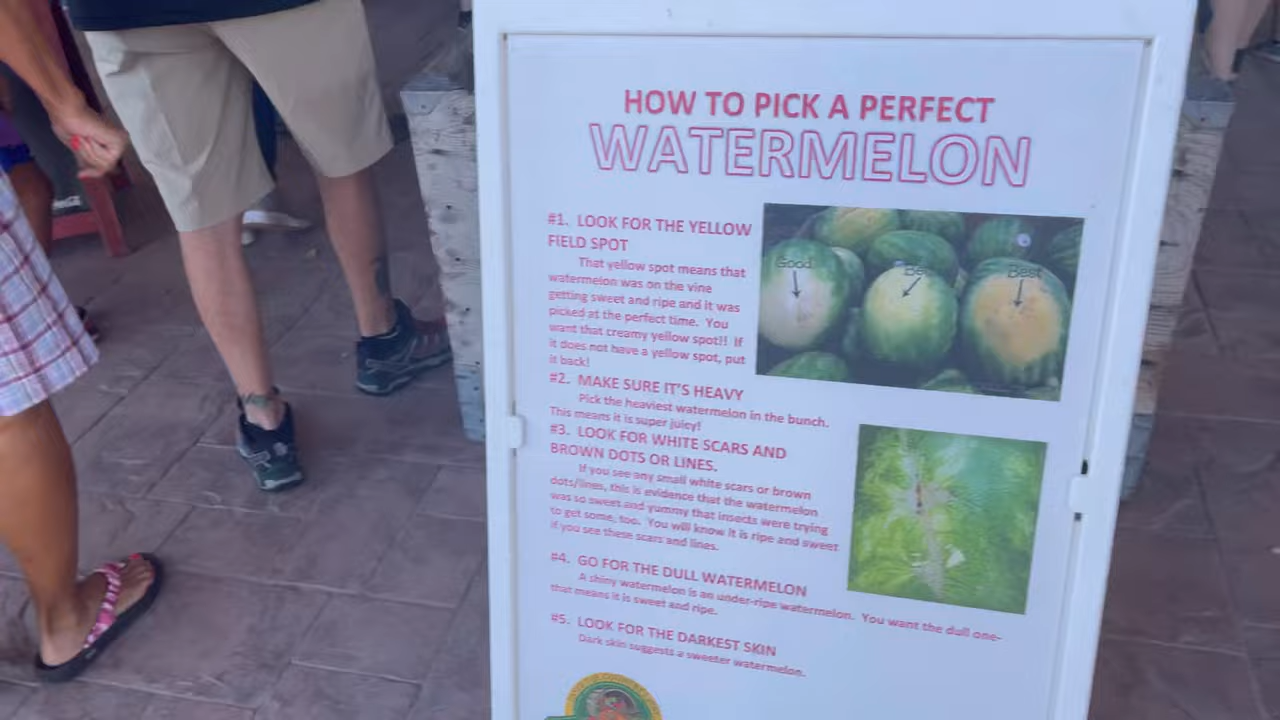 HOW TO PICK A PERFECT
WATERMELON
#1. LOOK FOR THE YELLOW
FIELD SPOT
That yellow spot means that
watermelon was on the vine
getting sweet and ripe and it was
picked at the perfect time. You
want that creamy yellow spot!! If
it does not have a yellow spot, put
it back!
Good
Best
#2. MAKE SURE IT'S HEAVY
Pick the heaviest watermelon in the bunch.
This means it is super juicy!
#3. LOOK FOR WHITE SCARS AND
BROWN DOTS OR LINES.
If you see any small white scars or brown
dots/lines, this is evidence that the watermelon
was so sweet and yummy that insects were trying
to get some, too. You will know it is ripe and sweet
if you see these scars and lines.
#4. GO FOR THE DULL WATERMELON
A shiny watermelon is an under-ripe watermelon. You want the dull one-
that means it is sweet and ripe.
#5. LOOK FOR THE DARKEST SKIN
Dark skin suggests a sweeter watermelon.